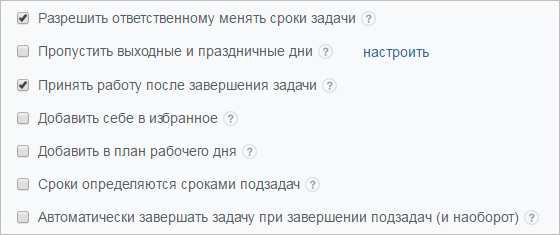 Разрешить ответственному менять сроки задачи ?
Пропустить выходные и праздничные дни ? настроить
Принять работу после завершения задачи ?
Добавить себе в избранное ?
Добавить в план рабочего дня ?
Сроки определяются сроками подзадач ?
Автоматически завершать задачу при завершении подзадач (и наоборот) ?